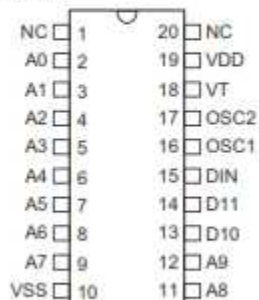 NC 1 20 NC
A0 2 19 VDD
A1 3 18 VT
A2 4 17 OSC2
A3 5 16 OSC1
A4 6 15 DIN
A5 7 14 D11
A6 8 13 D10
A7 9 12 A9
VSS 10 11 A8